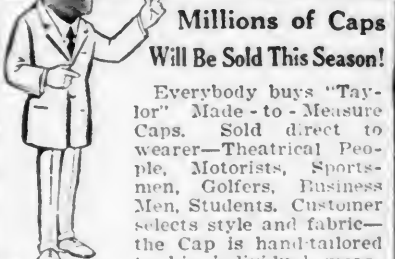 Millions of Caps
Will Be Sold This Season!
Everybody buys "Tay-
lor" Made-to-Measure
Caps. Sold direct to
wearer—Theatrical Peo-
ple, Motorists, Sports-
men, Golfers, Business
Men, Students. Customer
selects style and fabric—
the Cap is hand-tailored